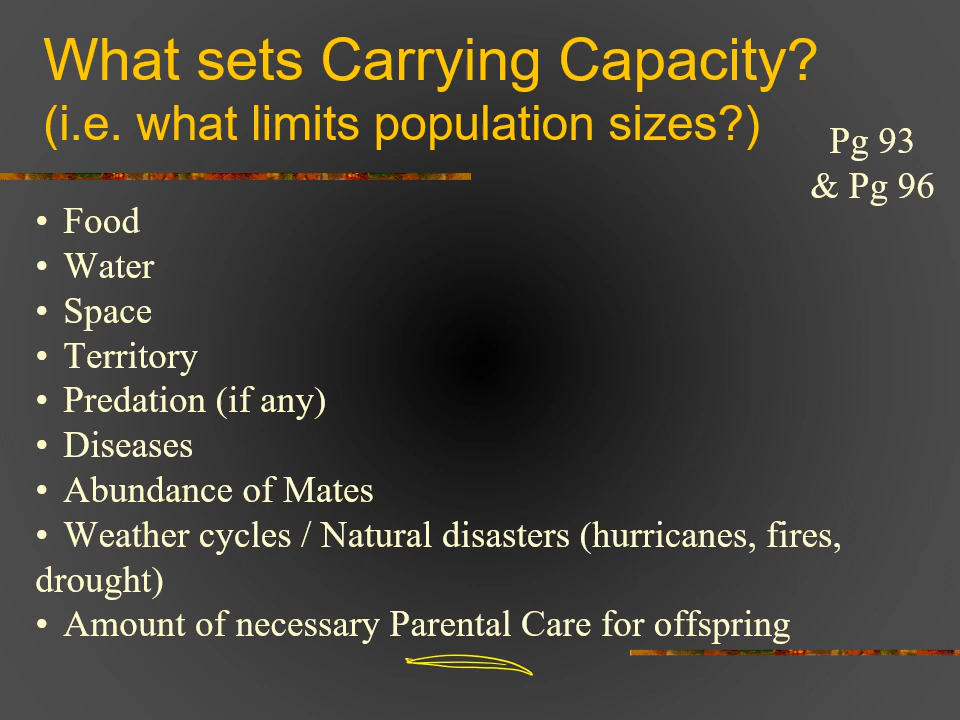 What sets Carrying Capacity?
(i.e. what limits population sizes?)
Pg 93
& Pg 96
• Food
• Water
• Space
• Territory
• Predation (if any)
• Diseases
• Abundance of Mates
• Weather cycles / Natural disasters (hurricanes, fires,
drought)
• Amount of necessary Parental Care for offspring